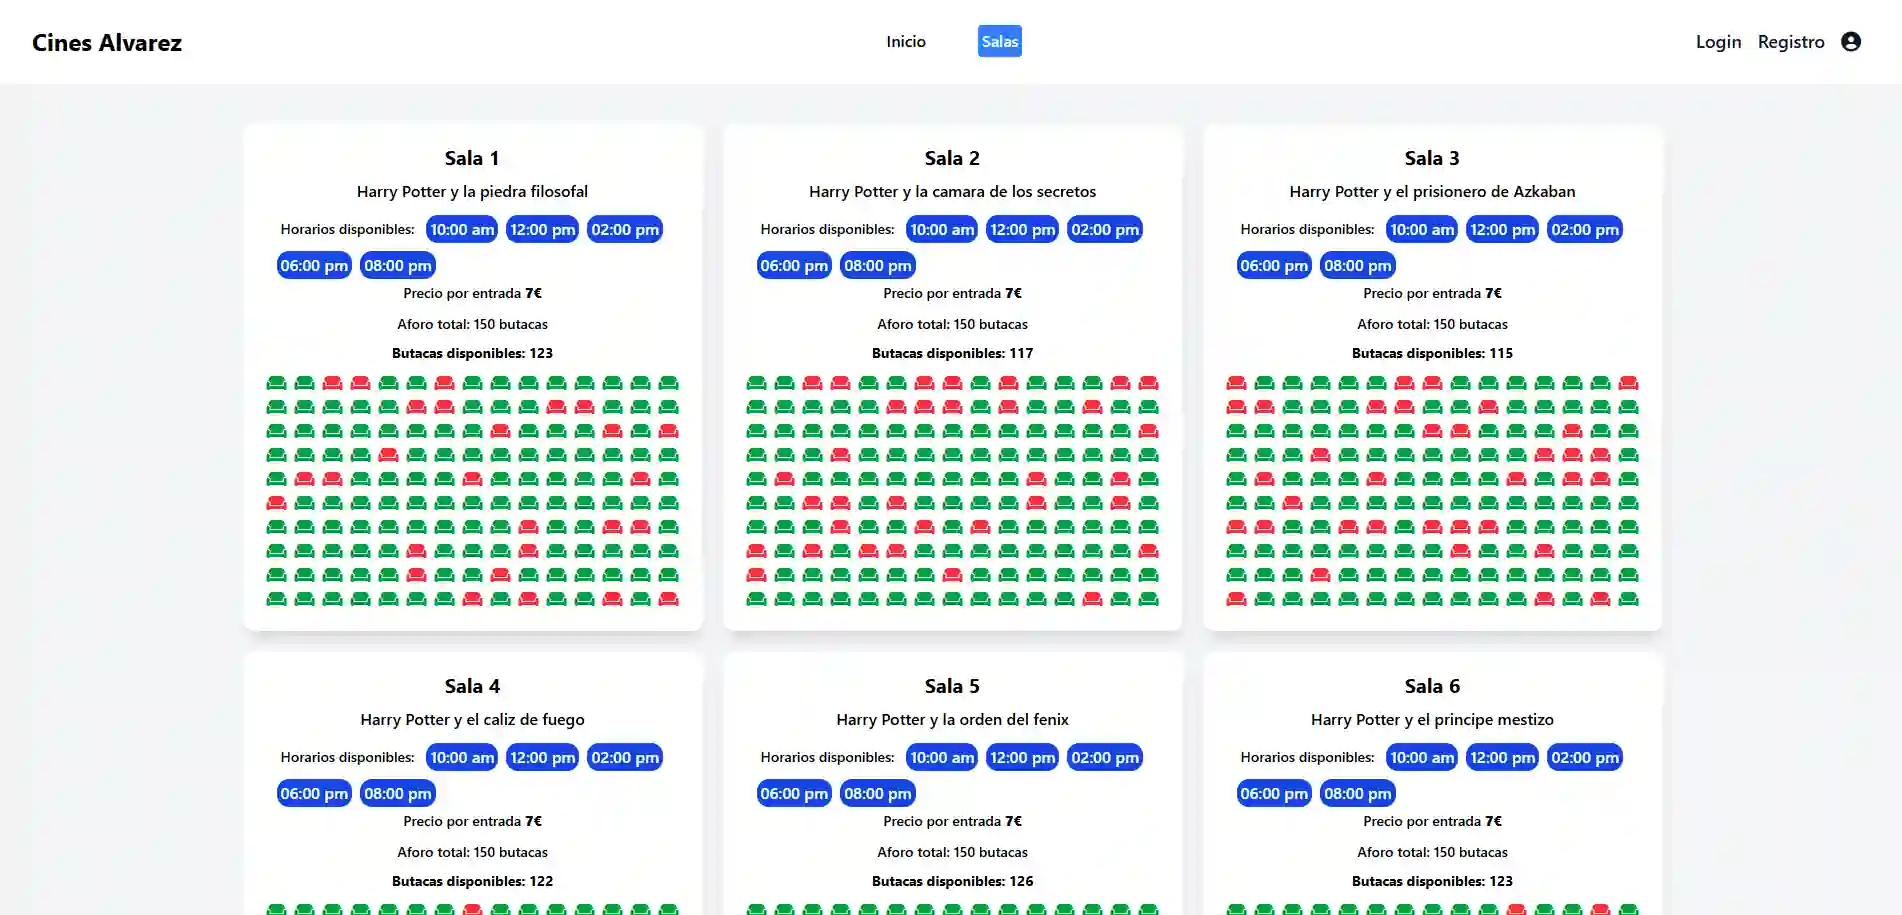 Cines Alvarez
Inicio
Salas
Login
Registro
Sala 1
Harry Potter y la piedra filosofal
Horarios disponibles: 10:00 am 12:00 pm 02:00 pm
06:00 pm 08:00 pm
Precio por entrada 7€
Aforo total: 150 butacas
Butacas disponibles: 123
Sala 2
Harry Potter y la camara de los secretos
Horarios disponibles: 10:00 am 12:00 pm 02:00 pm
06:00 pm 08:00 pm
Precio por entrada 7€
Aforo total: 150 butacas
Butacas disponibles: 117
Sala 3
Harry Potter y el prisionero de Azkaban
Horarios disponibles: 10:00 am 12:00 pm 02:00 pm
06:00 pm 08:00 pm
Precio por entrada 7€
Aforo total: 150 butacas
Butacas disponibles: 115
Sala 4
Harry Potter y el caliz de fuego
Horarios disponibles: 10:00 am 12:00 pm 02:00 pm
06:00 pm 08:00 pm
Precio por entrada 7€
Aforo total: 150 butacas
Butacas disponibles: 122
Sala 5
Harry Potter y la orden del fenix
Horarios disponibles: 10:00 am 12:00 pm 02:00 pm
06:00 pm 08:00 pm
Precio por entrada 7€
Aforo total: 150 butacas
Butacas disponibles: 126
Sala 6
Harry Potter y el principe mestizo
Horarios disponibles: 10:00 am 12:00 pm 02:00 pm
06:00 pm 08:00 pm
Precio por entrada 7€
Aforo total: 150 butacas
Butacas disponibles: 123